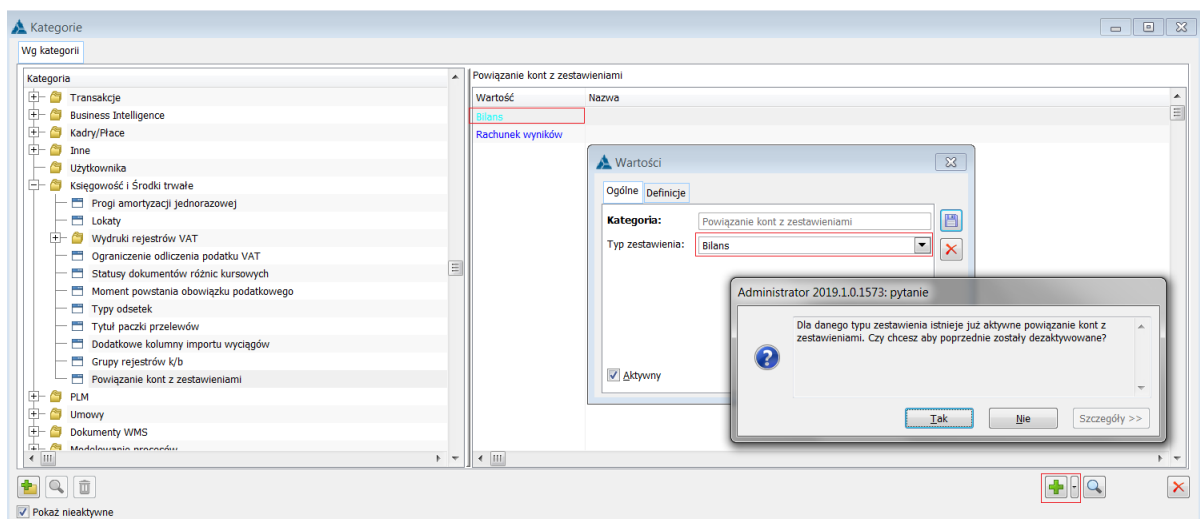 Kategorie
Wg kategorii
Kategoria
Transakcje
Business Intelligence
Kadry/Płace
Inne
Użytkownika
Księgowość i Środki trwałe
Progi amortyzacji jednorazowej
Lokaty
Wydruki rejestrów VAT
Ograniczenie odliczenia podatku VAT
Statusy dokumentów różnic kursowych
Moment powstania obowiązku podatkowego
Typy odsetek
Tytuł paczki przelewów
Dodatkowe kolumny importu wyciągów
Grupy rejestrów k/b
Powiązanie kont z zestawieniami
PLM
Umowy
Dokumenty WMS
Modelowanie procesów
Pokaż nieaktywne
Powiązanie kont z zestawieniami
Wartość Nazwa
Bilans
Rachunek wyników
Wartości
Ogólne Definicje
Kategoria: Powiązanie kont z zestawieniami
Typ zestawienia: Bilans
Aktywny
Administrator 2019.1.0.1573: pytanie
Dla danego typu zestawienia istnieje już aktywne powiązanie kont z
zestawieniami. Czy chcesz aby poprzednie zostały dezaktywowane?
Tak Nie Szczegóły >>